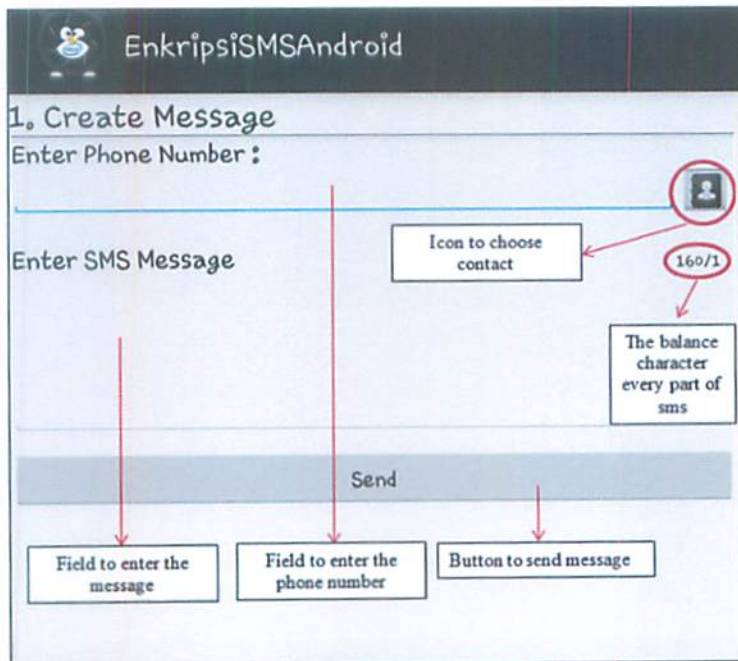 EnkripsiSMSAndroid
1. Create Message
Enter Phone Number :
Icon to choose
contact
Enter SMS Message
160/1
The balance
character
every part of
sms
Send
Field to enter the
message
Field to enter the
phone number
Button to send message